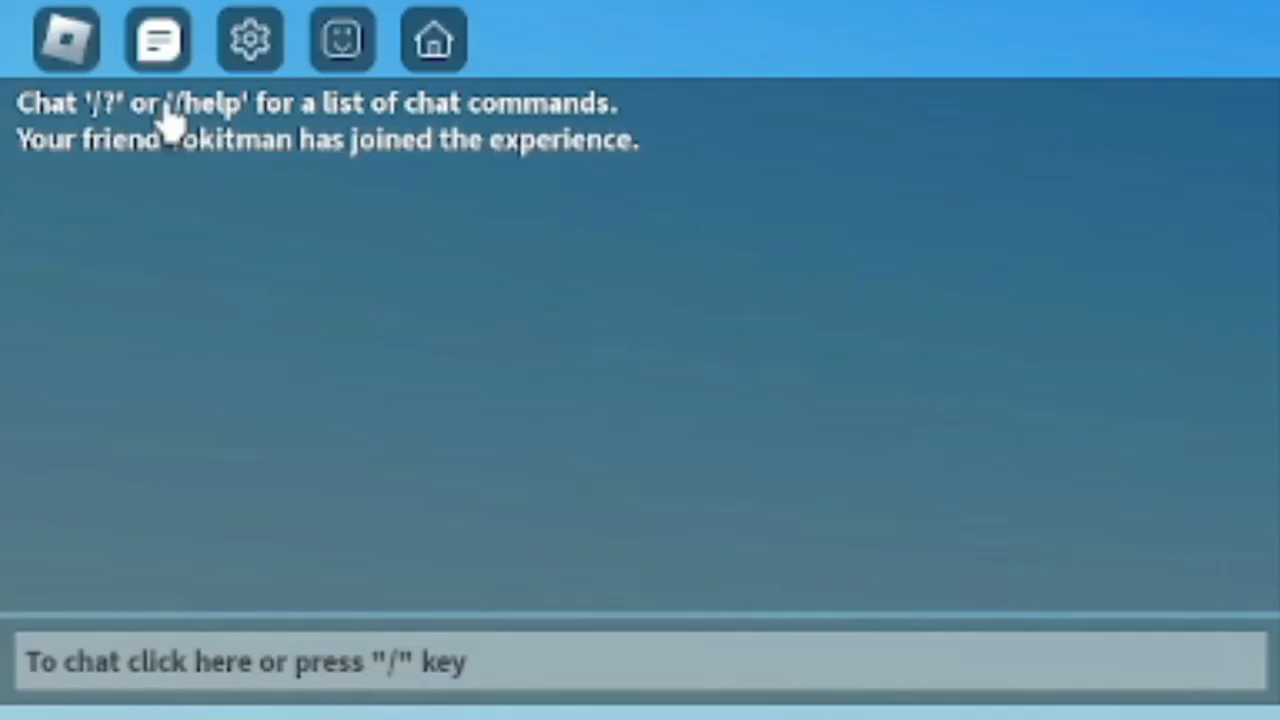 Chat '/?' or '/help' for a list of chat commands.
Your friend has joined the experience.
To chat click here or press "/" key